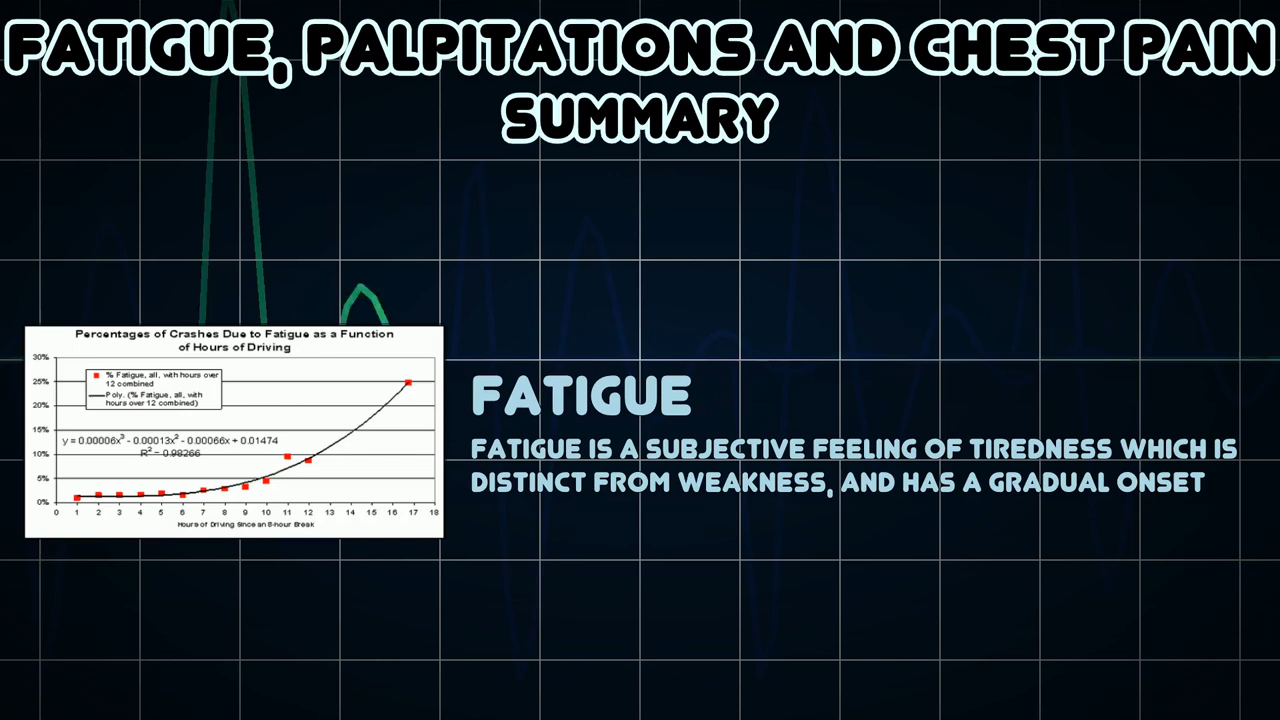 FATIGUE, PALPITATIONS AND CHEST PAIN
SUMMARY
Percentages of Crashes Due to Fatigue as a Function
of Hours of Driving
30%
25%
20%
15%
10%
5%
0%
% Fatigue, all, with hours over
12 combined
Poly. (% Fatigue, all, with
hours over 12 combined)
y = 0.00006x³ - 0.00013x² - 0.00066x + 0.01474
R² = 0.98266
0 1 2 3 4 5 6 7 8 9 10 11 12 13 14 15 16 17 18
Hours of Driving Since an 8-hour Break
FATIGUE
FATIGUE IS A SUBJECTIVE FEELING OF TIREDNESS WHICH IS
DISTINCT FROM WEAKNESS, AND HAS A GRADUAL ONSET